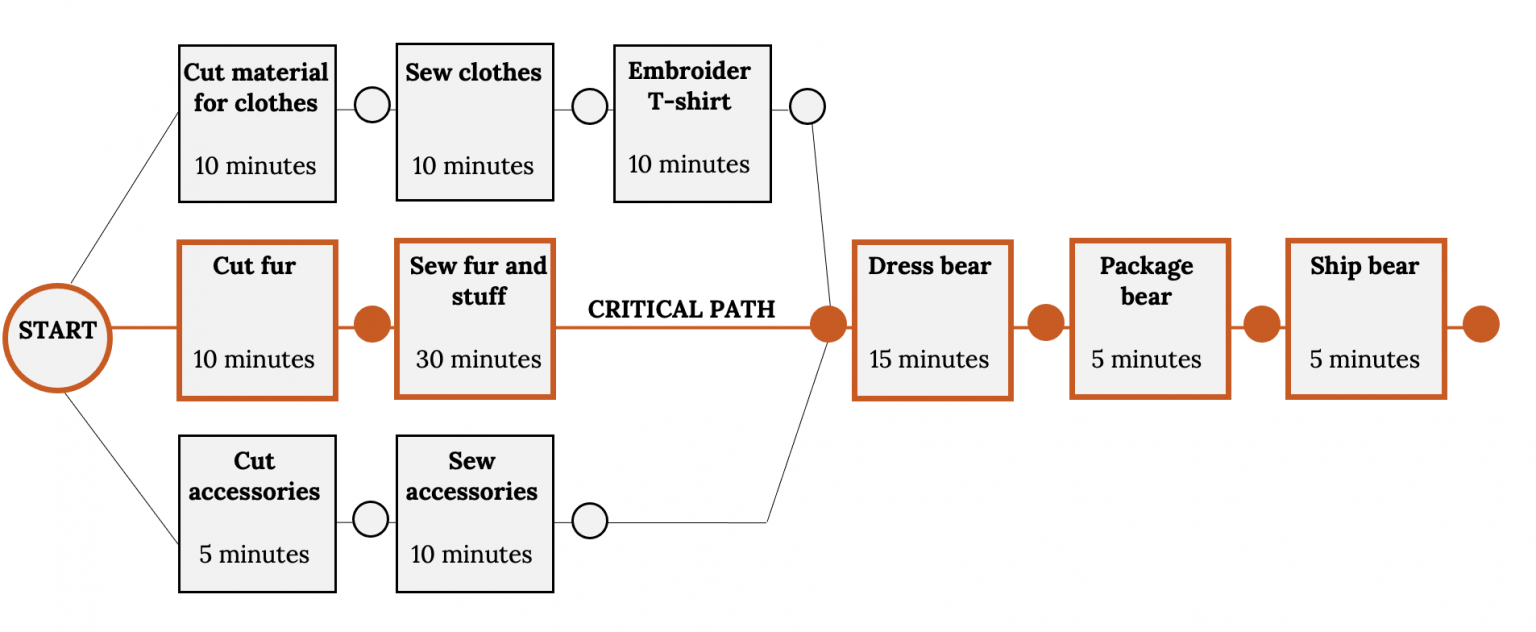 Cut material
for clothes
10 minutes
Sew clothes
10 minutes
Embroider
T-shirt
10 minutes
START
Cut fur
10 minutes
Sew fur and
stuff
30 minutes
CRITICAL PATH
Dress bear
15 minutes
Package
bear
5 minutes
Ship bear
5 minutes
Cut
accessories
5 minutes
Sew
accessories
10 minutes